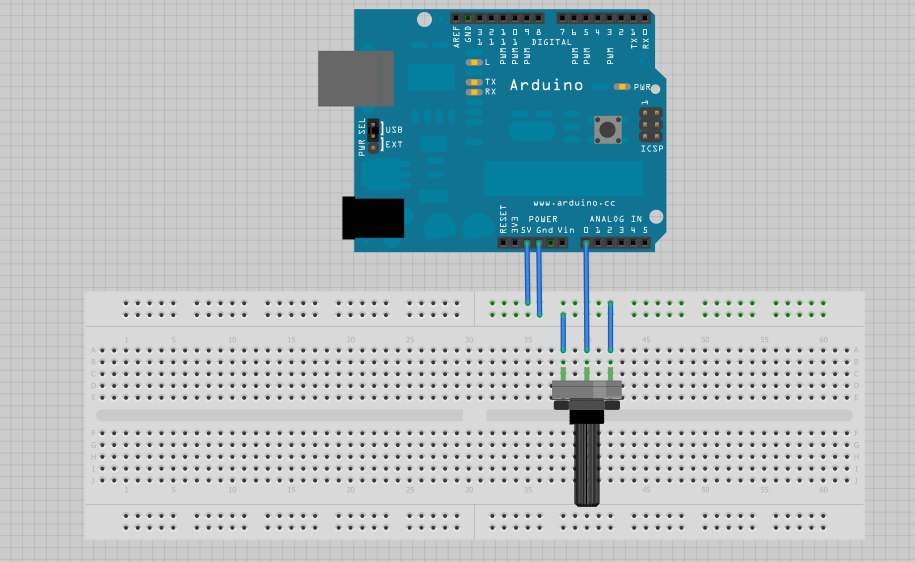 AREF
GND
13
12
11
10
9
8
7
6
5
4
3
2
1
0
DIGITAL
PWM PWM PWM PWM PWM PWM
TX
RX
L
TX
RX
Arduino
PWR
1
ICSP
PWR SEL
USB
EXT
www.arduino.cc
RESET
3V3
POWER
ANALOG IN
5V Gnd Vin 0 1 2 3 4 5
1 5 10 15 20 25 30 35 45 50 55 60
A A
B B
C C
D D
E E
F F
G G
H H
I I
J J
1 5 10 15 20 25 30 35 45 50 55 60